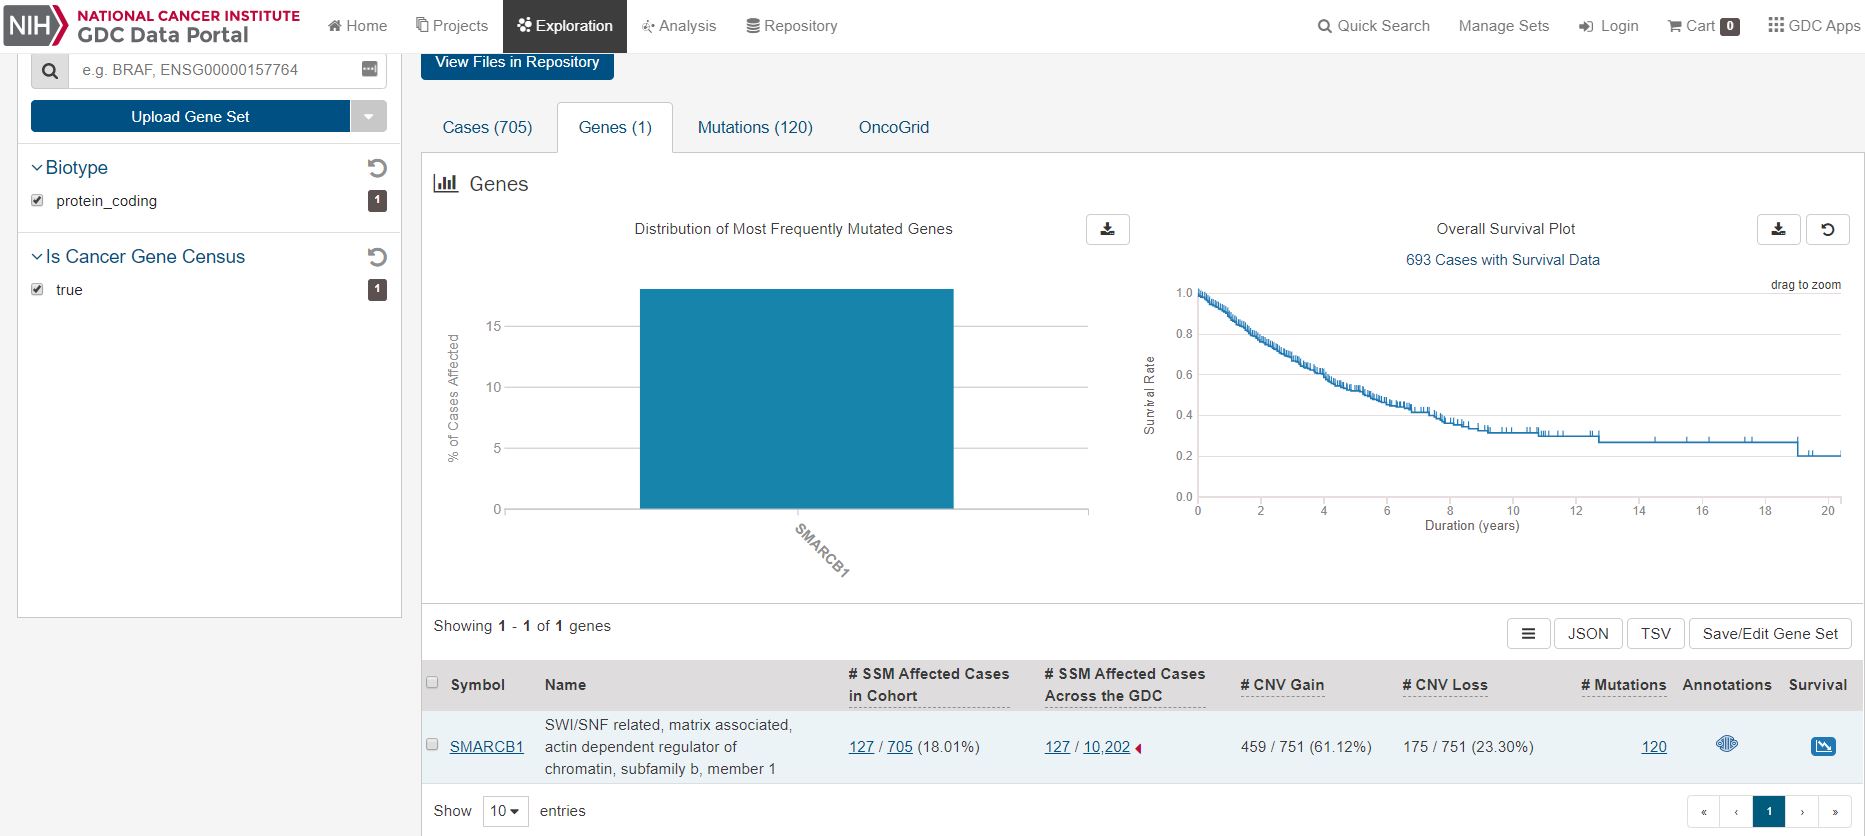 NIH NATIONAL CANCER INSTITUTE
GDC Data Portal
Home Projects Exploration Analysis Repository
Quick Search Manage Sets Login Cart 0 GDC Apps
e.g. BRAF, ENSG00000157764
Upload Gene Set
Biotype
protein_coding 1
Is Cancer Gene Census
true 1
View Files in Repository
Cases (705) Genes (1) Mutations (120) OncoGrid
Genes
Distribution of Most Frequently Mutated Genes
% of Cases Affected
15
10
5
0
SMARCB1
Overall Survival Plot
693 Cases with Survival Data
drag to zoom
Survival Rate
1.0
0.8
0.6
0.4
0.2
0.0
0 2 4 6 8 10 12 14 16 18 20
Duration (years)
Showing 1 - 1 of 1 genes
JSON TSV Save/Edit Gene Set
Symbol Name # SSM Affected Cases in Cohort # SSM Affected Cases Across the GDC # CNV Gain # CNV Loss # Mutations Annotations Survival
SMARCB1 SWI/SNF related, matrix associated, actin dependent regulator of chromatin, subfamily b, member 1 127 / 705 (18.01%) 127 / 10,202 459 / 751 (61.12%) 175 / 751 (23.30%) 120
Show 10 entries
« ‹ 1 › »